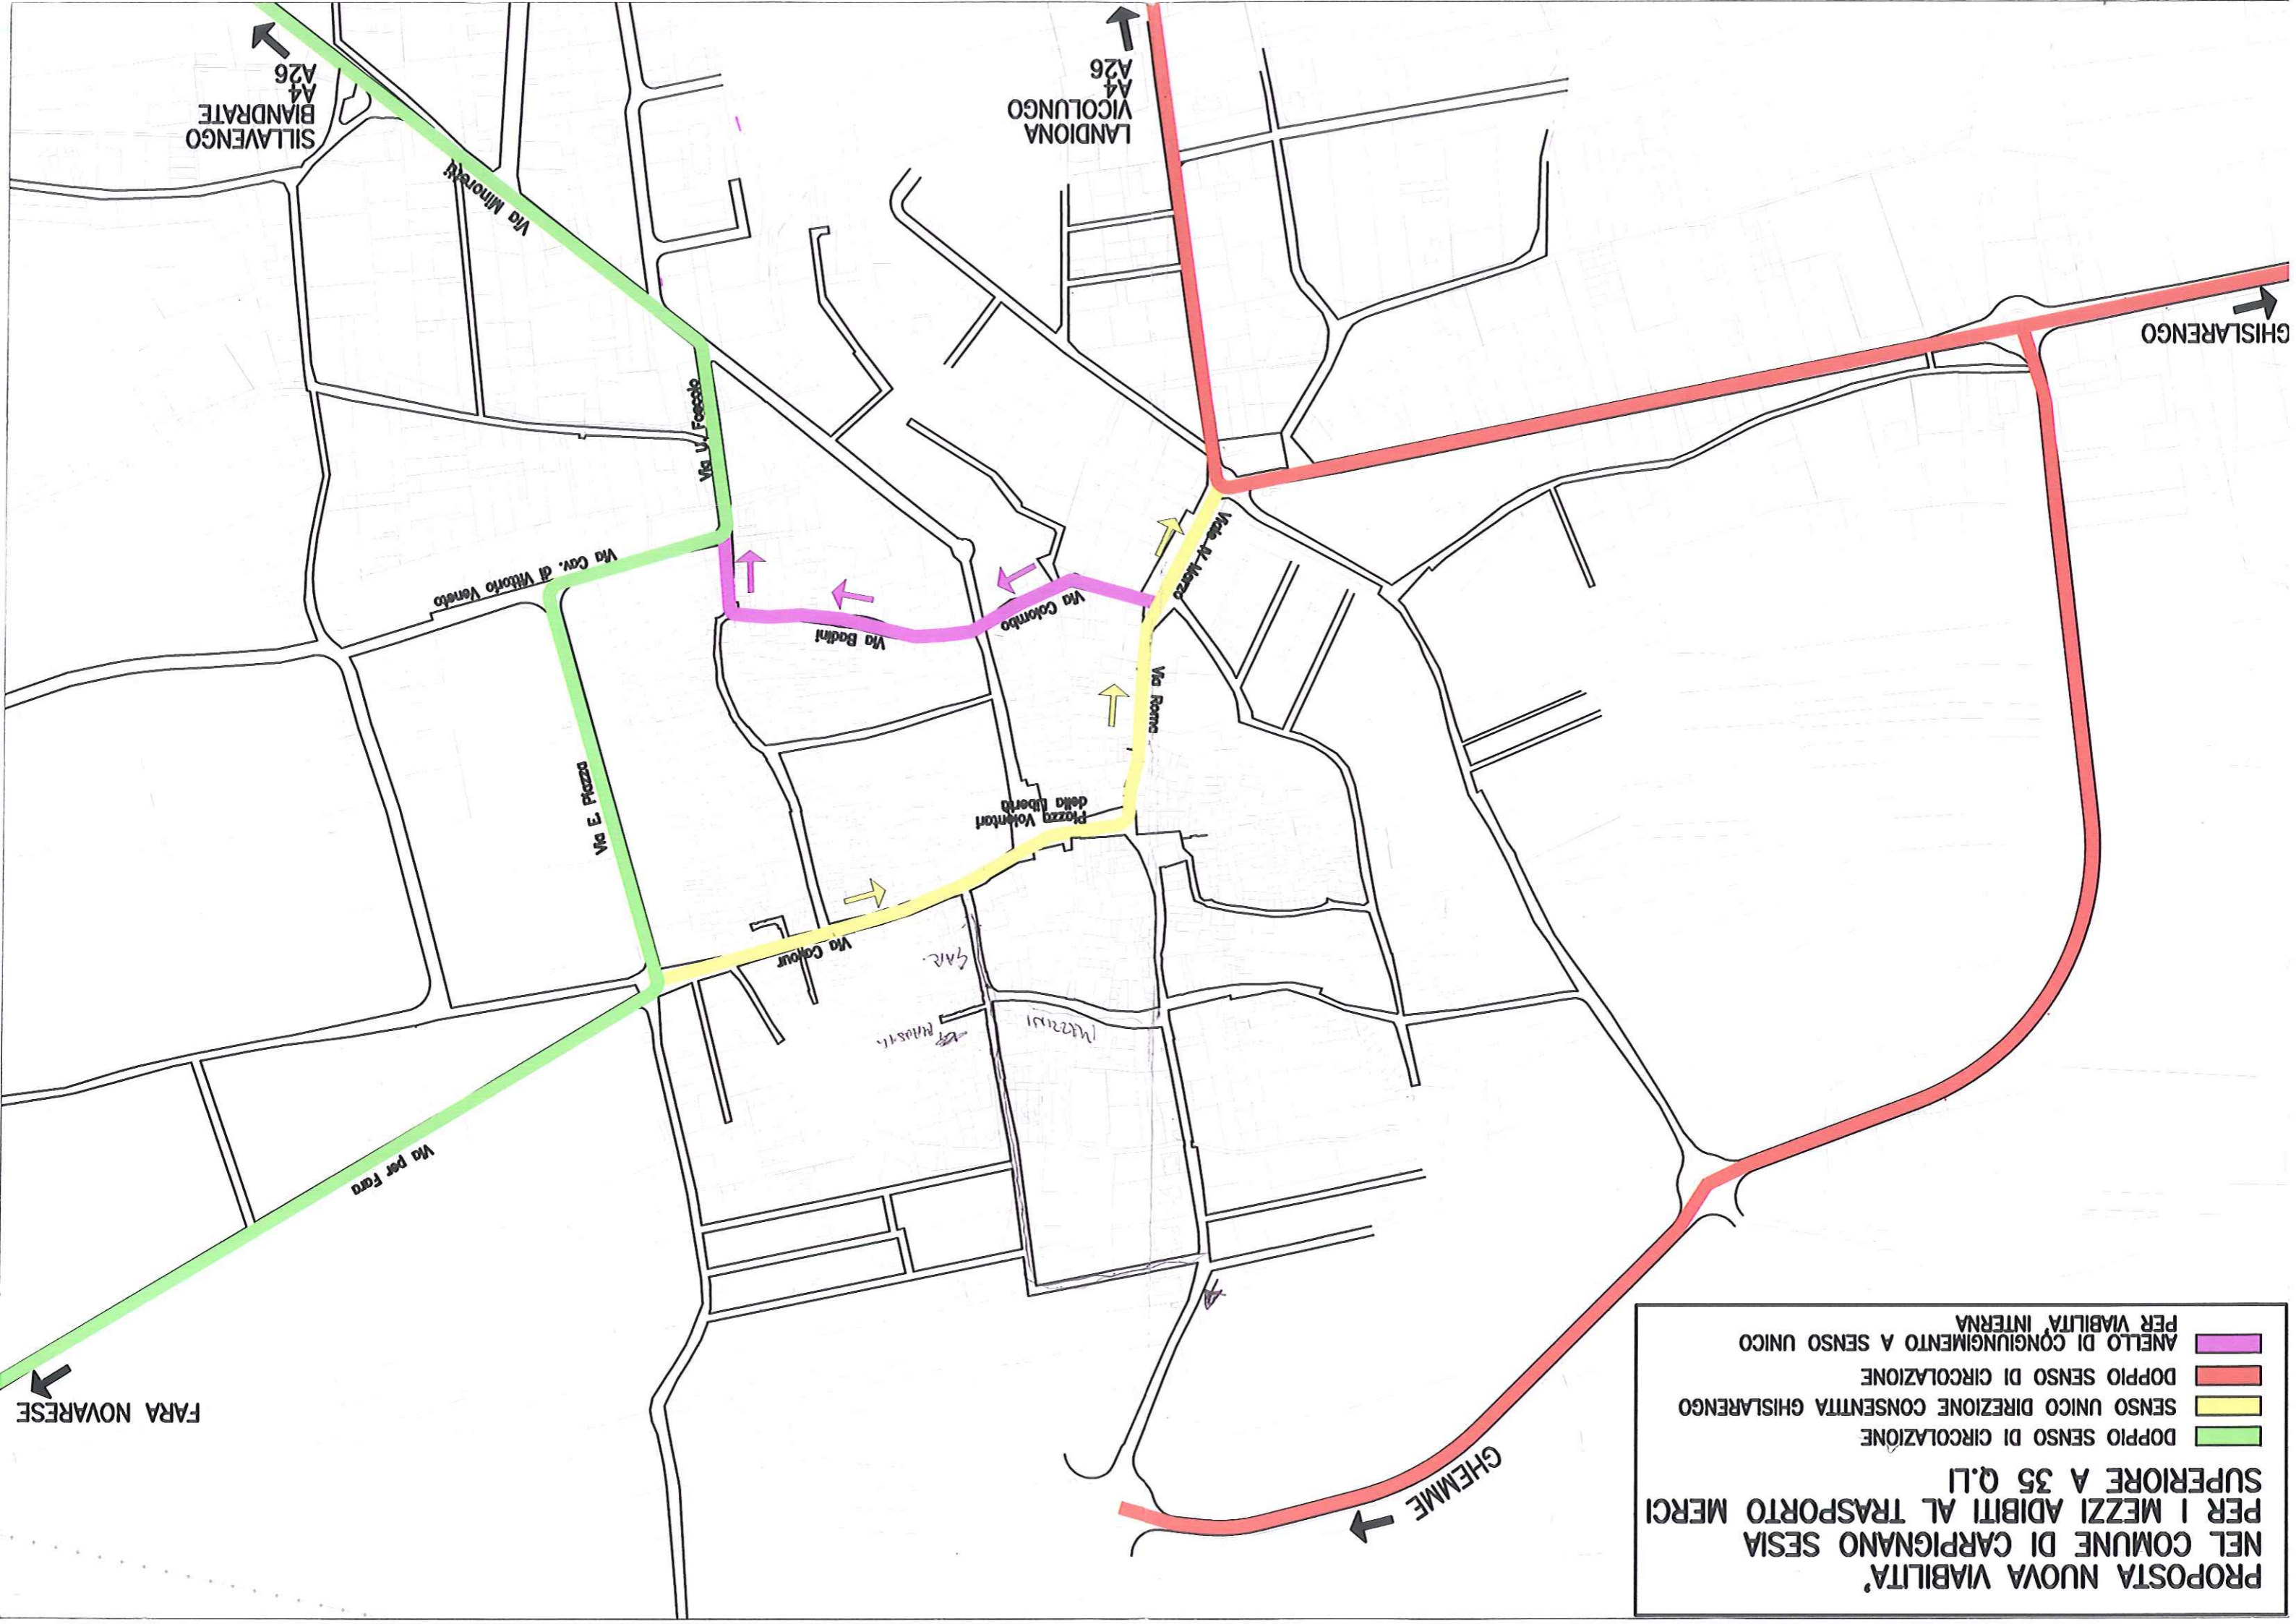 PROPOSTA NUOVA VIABILITA'
NEL COMUNE DI CARPIGNANO SESIA
PER I MEZZI ADIBITI AL TRASPORTO MERCI
SUPERIORE A 35 Q.LI
DOPPIO SENSO DI CIRCOLAZIONE
SENSO UNICO DIREZIONE CONSENTITA GHISLARENGO
DOPPIO SENSO DI CIRCOLAZIONE
ANELLO DI CONGIUNGIMENTO A SENSO UNICO
PER VIABILITA' INTERNA
GHEMME
FARA NOVARESE
Via per Fara
MAZZINI
GAR.
Via Cavour
Via E. Piazza
Piazza Volontari
della Libertà
Via Roma
Via Badini
Via Colombo
Viale IV Marzo
Via Cav. di Vittorio Veneto
Via U. Foscolo
GHISLARENGO
Via Minoretti
LANDIONA
VICOLUNGO
A4
A26
SILLAVENGO
BIANDRATE
A4
A26